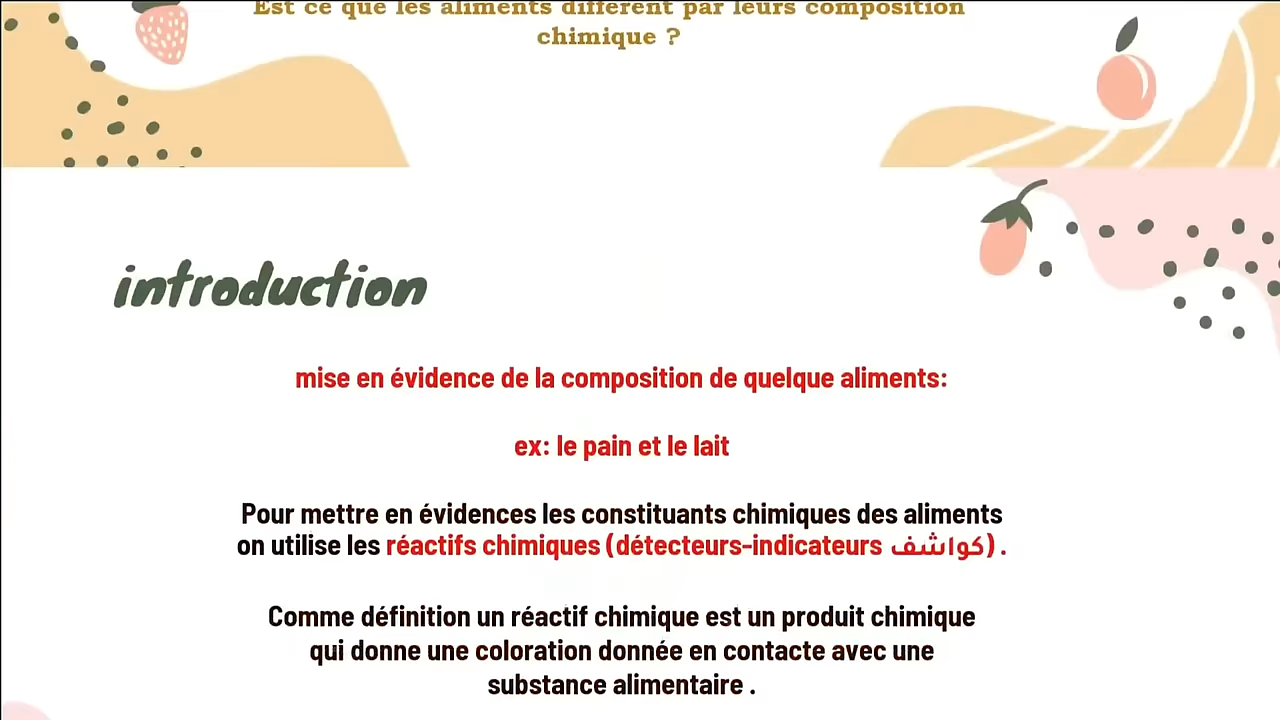 Est ce que les aliments diffèrent par leurs composition
chimique ?
introduction
mise en évidence de la composition de quelque aliments:
ex: le pain et le lait
Pour mettre en évidences les constituants chimiques des aliments
on utilise les réactifs chimiques (détecteurs-indicateurs كواشف) .
Comme définition un réactif chimique est un produit chimique
qui donne une coloration donnée en contacte avec une
substance alimentaire .